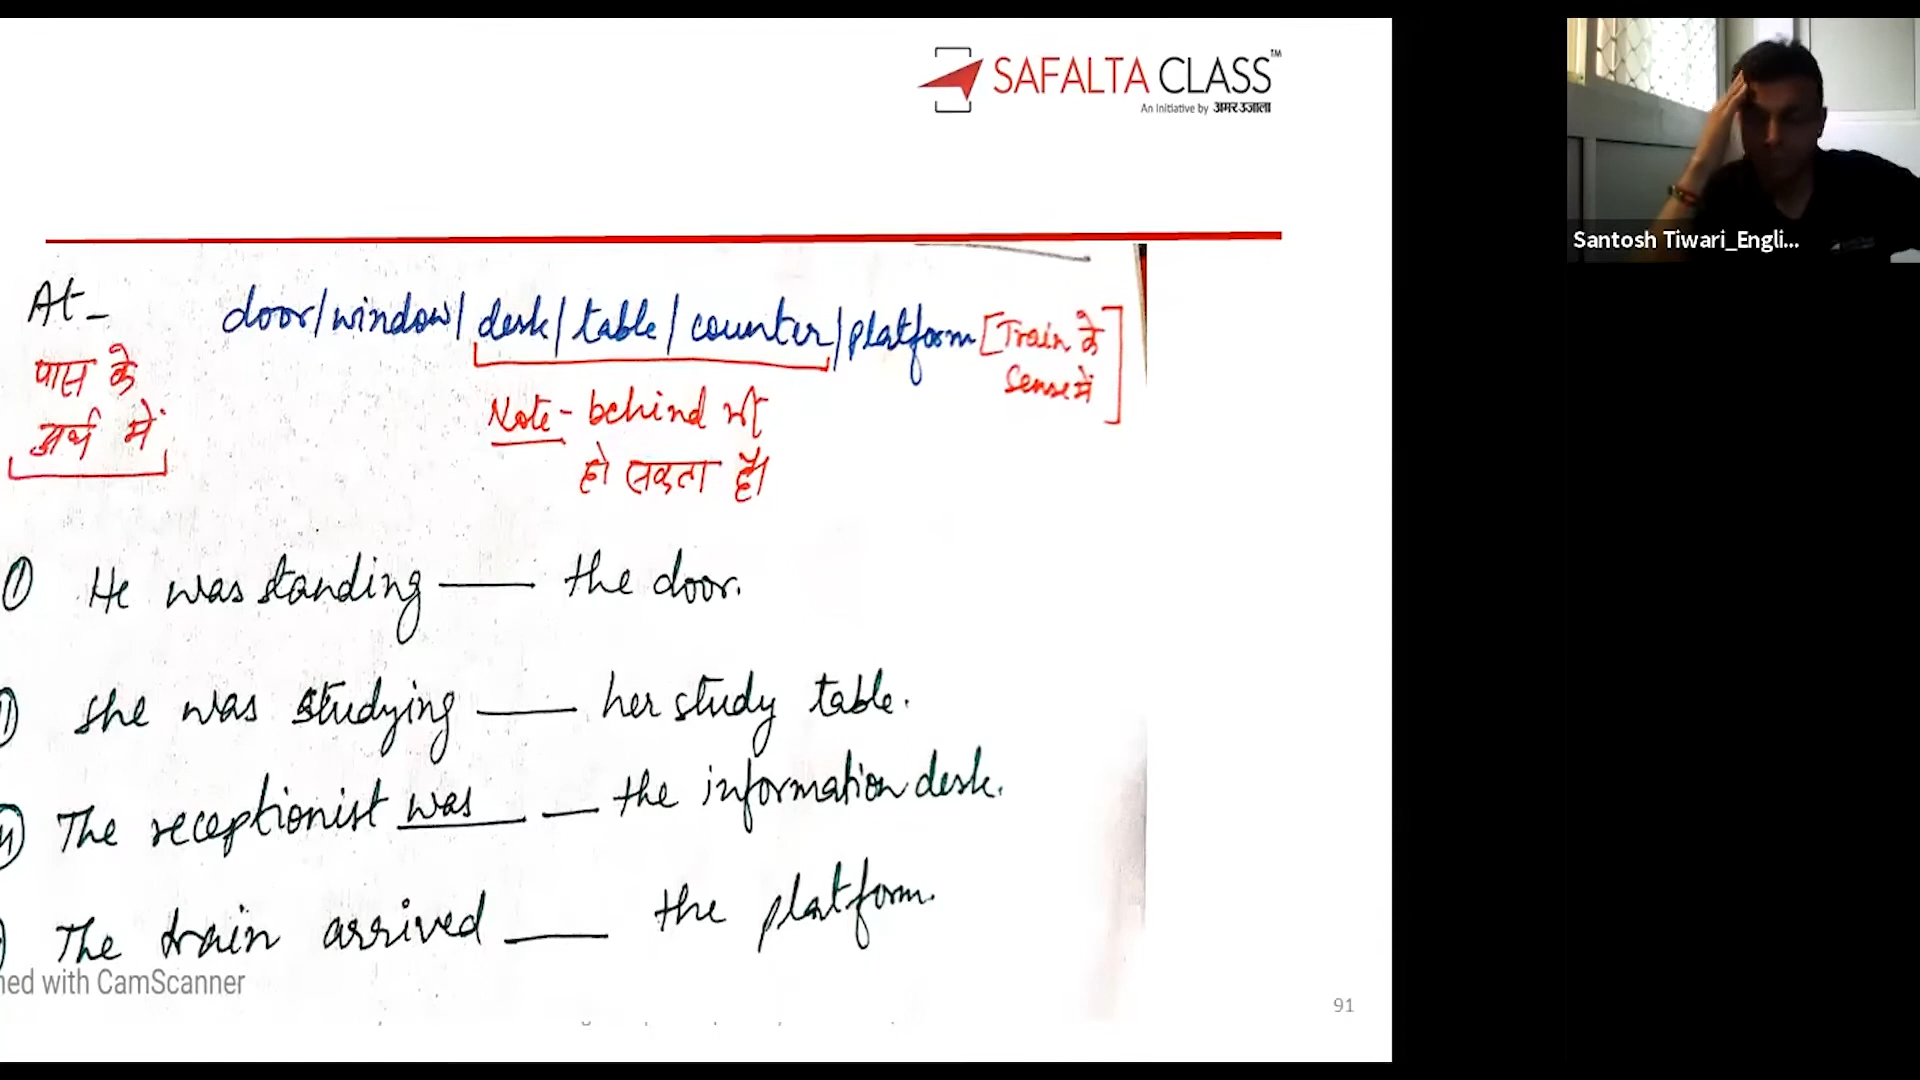 SAFALTA CLASS™
An Initiative by अमर उजाला
Santosh Tiwari_Engli...
At - door/window/desk/table/counter/platform [Train के
Sense में]
पास के
अर्थ में
Note - behind भी
हो सकता है।
① He was standing ___ the door.
She was studying ___ her study table.
The receptionist was ___ the information desk.
The train arrived ___ the platform.
ned with CamScanner
91